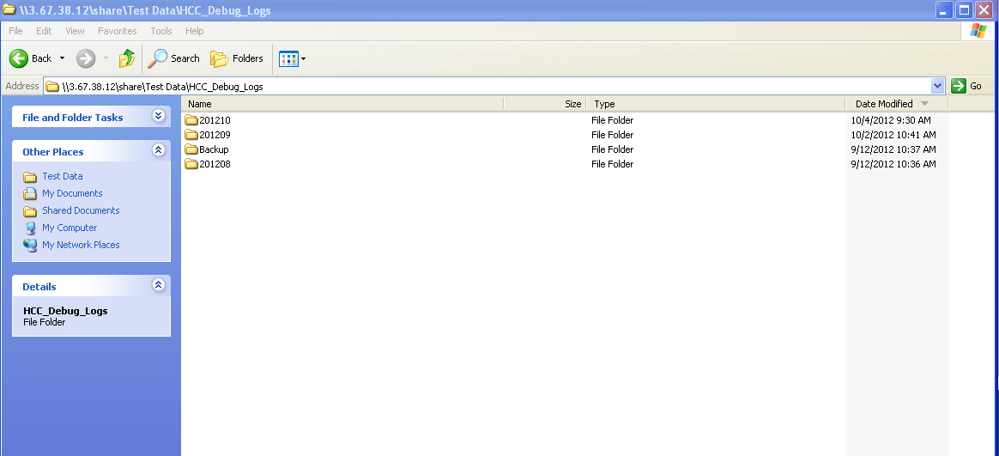 \\3.67.38.12\share\Test Data\HCC_Debug_Logs
File Edit View Favorites Tools Help
Back Search Folders
Address \\3.67.38.12\share\Test Data\HCC_Debug_Logs Go
File and Folder Tasks
Other Places
Test Data
My Documents
Shared Documents
My Computer
My Network Places
Details
HCC_Debug_Logs
File Folder
Name Size Type Date Modified
201210 File Folder 10/4/2012 9:30 AM
201209 File Folder 10/2/2012 10:41 AM
Backup File Folder 9/12/2012 10:37 AM
201208 File Folder 9/12/2012 10:36 AM